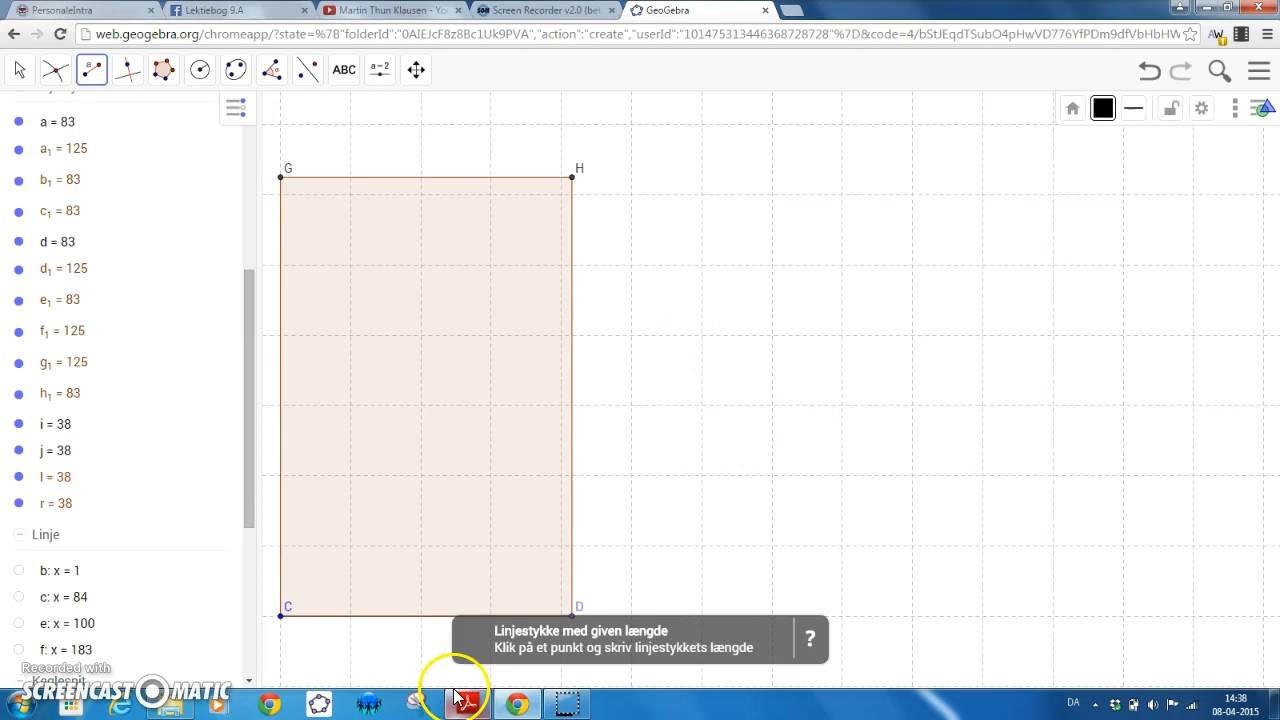 PersonaleIntra
Lektiebog 9.A
Martin Thun Klausen - Yo
Screen Recorder v2.0 (bet
GeoGebra
web.geogebra.org/chromeapp/?state=%7B"folderId":"0AIEJcF8z8Bc1Uk9PVA","action":"create","userId":"101475313446368728728"%7D&code=4/bStJEqdTSubO4pHwVD776YfPDm9dfVbHbHW
a
ABC
a=2
a = 83
a1 = 125
b1 = 83
c1 = 83
d = 83
d1 = 125
e1 = 83
f1 = 125
g1 = 125
h1 = 83
i = 38
j = 38
l = 38
r = 38
Linje
b: x = 1
c: x = 84
e: x = 100
f: x = 183
Keglesnit
G
H
C
D
Linjestykke med given længde
Klik på et punkt og skriv linjestykkets længde
?
Recorded with
SCREENCAST-O-MATIC
DA
14:38
08-04-2015